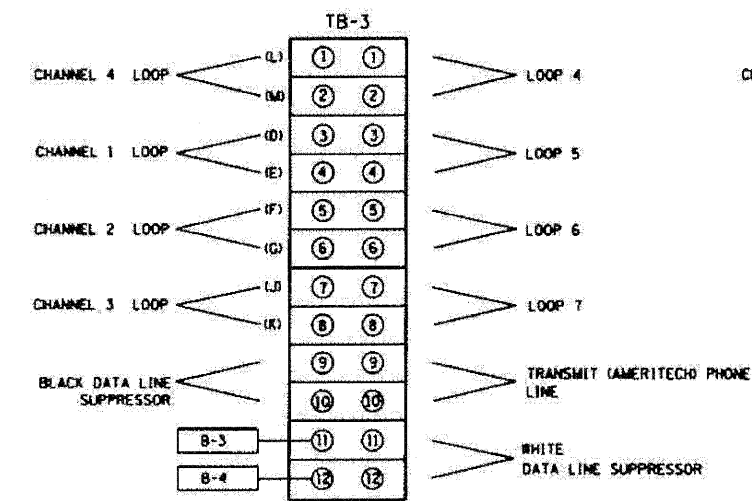 TB-3
CHANNEL 4 LOOP (L) 1 1 LOOP 4
(M) 2 2
CHANNEL 1 LOOP (D) 3 3 LOOP 5
(E) 4 4
CHANNEL 2 LOOP (F) 5 5 LOOP 6
(G) 6 6
CHANNEL 3 LOOP (J) 7 7 LOOP 7
(K) 8 8
BLACK DATA LINE 9 9 TRANSMIT (AMERITECH) PHONE
SUPPRESSOR 10 10 LINE
B-3 11 11 WHITE
B-4 12 12 DATA LINE SUPPRESSOR